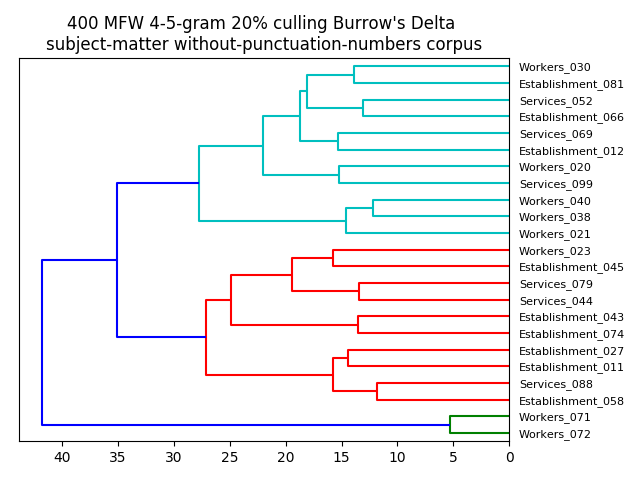 400 MFW 4-5-gram 20% culling Burrow's Delta
subject-matter without-punctuation-numbers corpus
Workers_030
Establishment_081
Services_052
Establishment_066
Services_069
Establishment_012
Workers_020
Services_099
Workers_040
Workers_038
Workers_021
Workers_023
Establishment_045
Services_079
Services_044
Establishment_043
Establishment_074
Establishment_027
Establishment_011
Services_088
Establishment_058
Workers_071
Workers_072
40 35 30 25 20 15 10 5 0